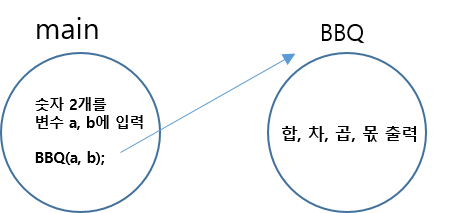 main
BBQ
숫자 2개를
변수 a, b에 입력
BBQ(a, b);
합, 차, 곱, 몫 출력